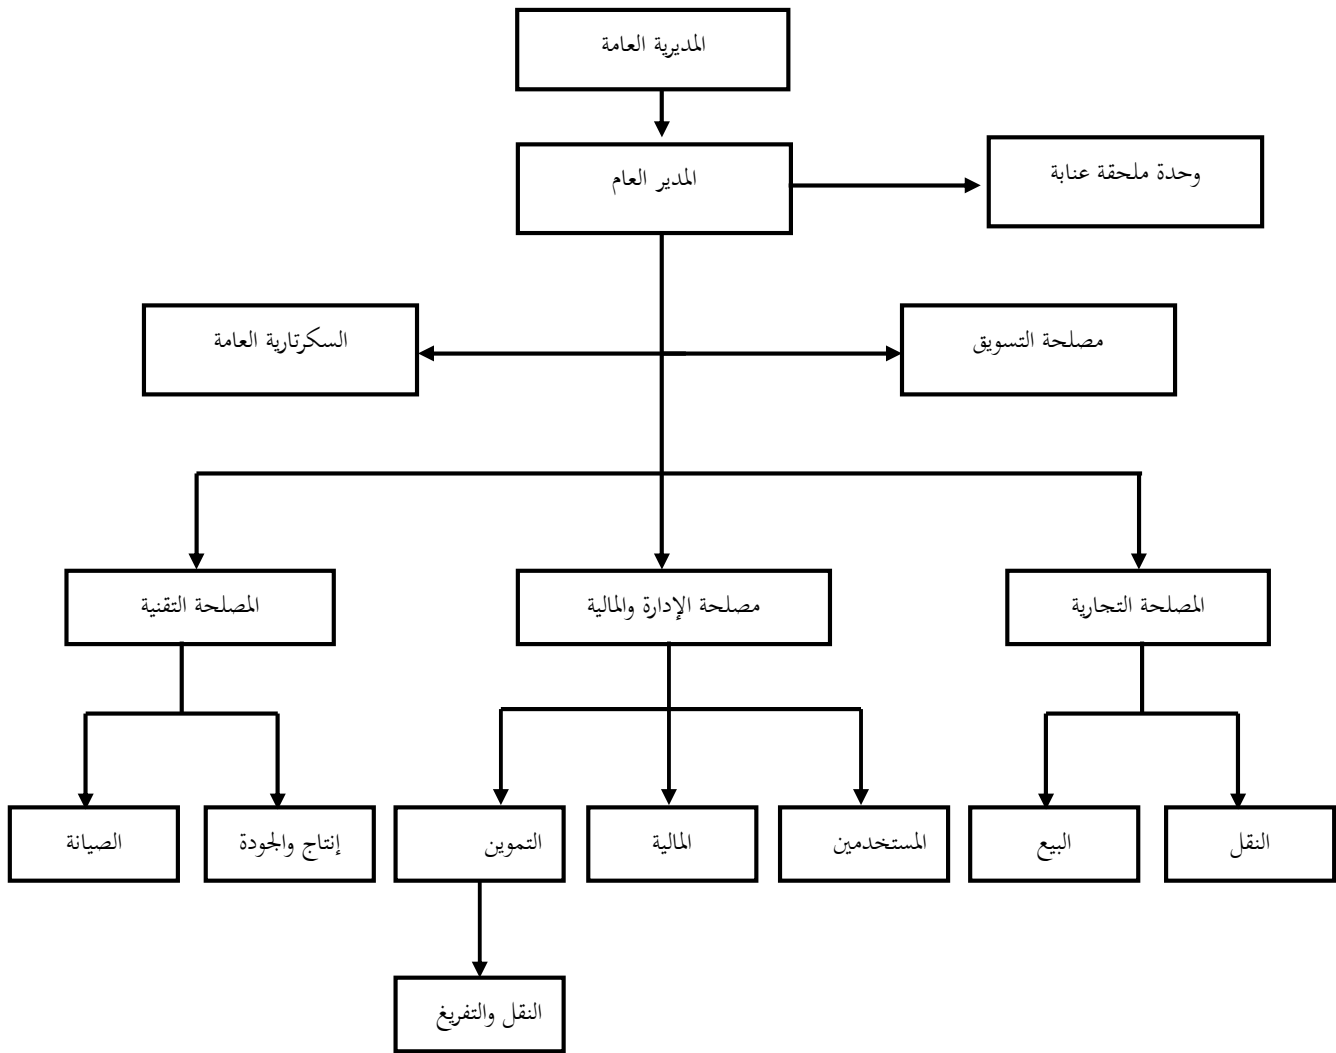 المديرية العامة
المدير العام
وحدة ملحقة عنابة
مصلحة التسويق
السكرتارية العامة
المصلحة التجارية
مصلحة الإدارة والمالية
المصلحة التقنية
النقل
البيع
المستخدمين
المالية
التموين
إنتاج والجودة
الصيانة
النقل والتفريغ